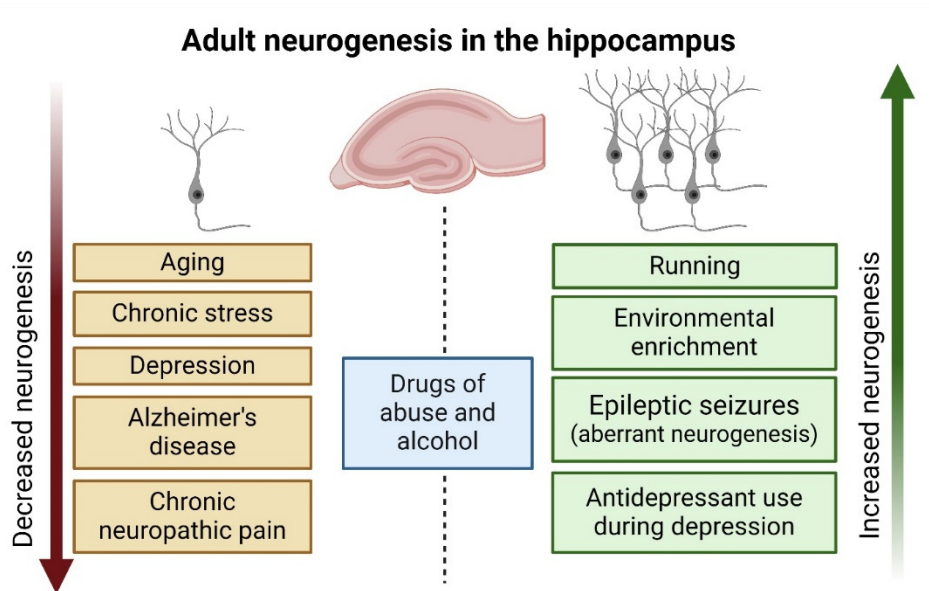 Adult neurogenesis in the hippocampus
Decreased neurogenesis
Aging
Chronic stress
Depression
Alzheimer's
disease
Chronic
neuropathic pain
Drugs of
abuse and
alcohol
Running
Environmental
enrichment
Epileptic seizures
(aberrant neurogenesis)
Antidepressant use
during depression
Increased neurogenesis